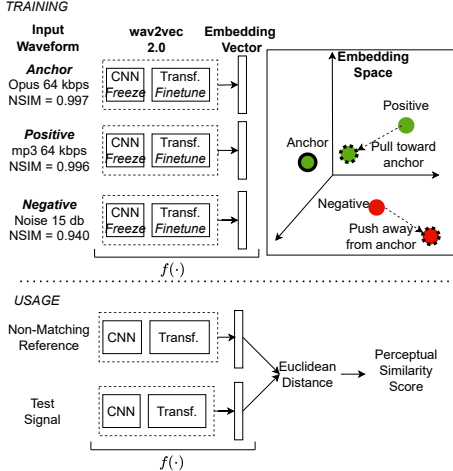 TRAINING
Input
Waveform
wav2vec
2.0
Embedding
Vector
Anchor
Opus 64 kbps
NSIM = 0.997
CNN
Freeze
Transf.
Finetune
Positive
mp3 64 kbps
NSIM = 0.996
CNN
Freeze
Transf.
Finetune
Negative
Noise 15 db
NSIM = 0.940
CNN
Freeze
Transf.
Finetune
f(·)
Embedding
Space
Positive
Anchor
Pull toward
anchor
Negative
Push away
from anchor
USAGE
Non-Matching
Reference
CNN
Transf.
Test
Signal
CNN
Transf.
f(·)
Euclidean
Distance
Perceptual
Similarity
Score